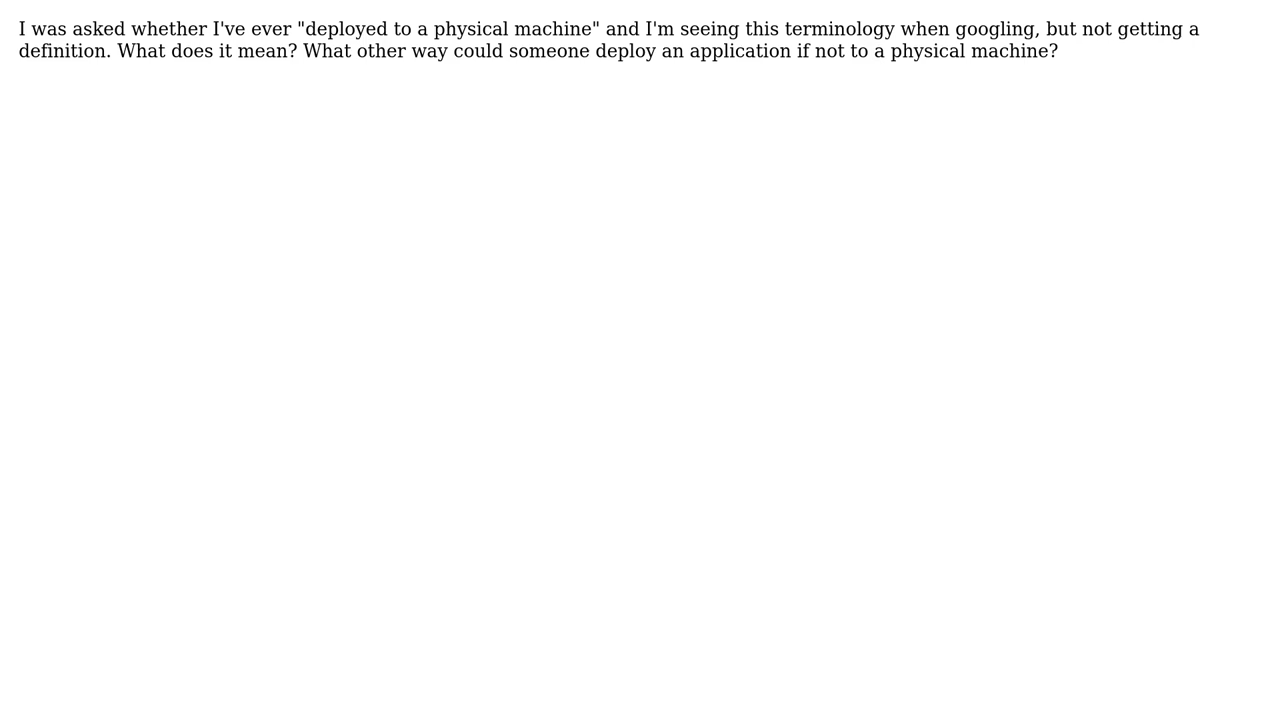 I was asked whether I've ever "deployed to a physical machine" and I'm seeing this terminology when googling, but not getting a
definition. What does it mean? What other way could someone deploy an application if not to a physical machine?